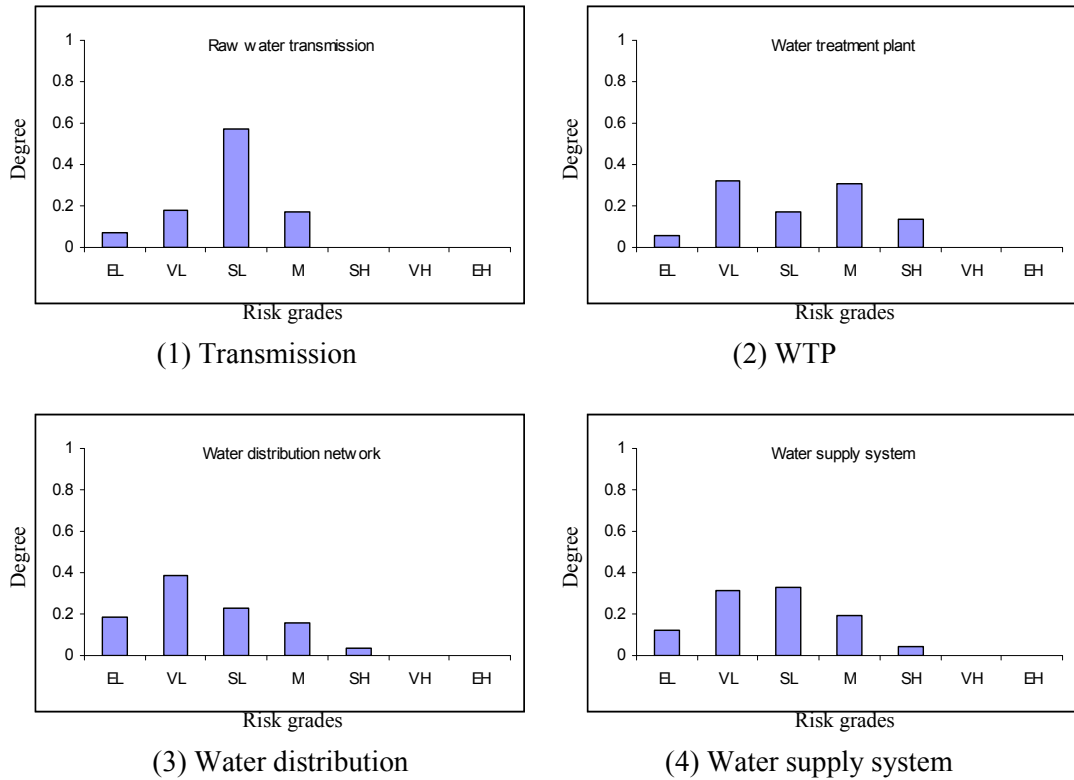 Raw water transmission
1
0.8
0.6
0.4
0.2
0
Degree
EL VL SL M SH VH EH
Risk grades
(1) Transmission
Water treatment plant
1
0.8
0.6
0.4
0.2
0
Degree
EL VL SL M SH VH EH
Risk grades
(2) WTP
Water distribution network
1
0.8
0.6
0.4
0.2
0
Degree
EL VL SL M SH VH EH
Risk grades
(3) Water distribution
Water supply system
1
0.8
0.6
0.4
0.2
0
Degree
EL VL SL M SH VH EH
Risk grades
(4) Water supply system